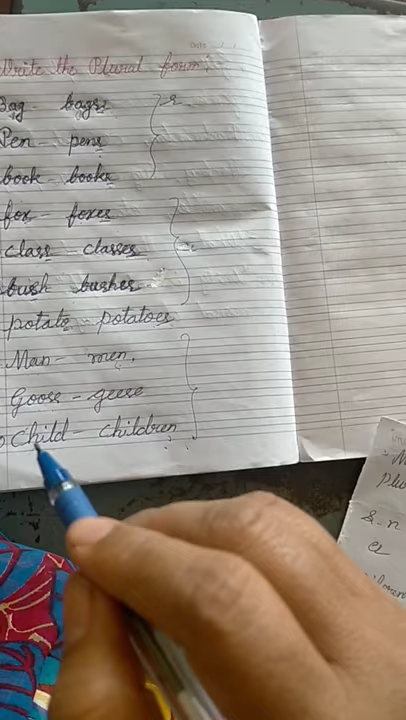 Write the Plural form:
Bag - bags } s
Pen - pens
book - books
fox - foxes
class - classes
bush bushes
potato - potatoes
Man - men.
Goose - geese
Child - children
Plu
s - n